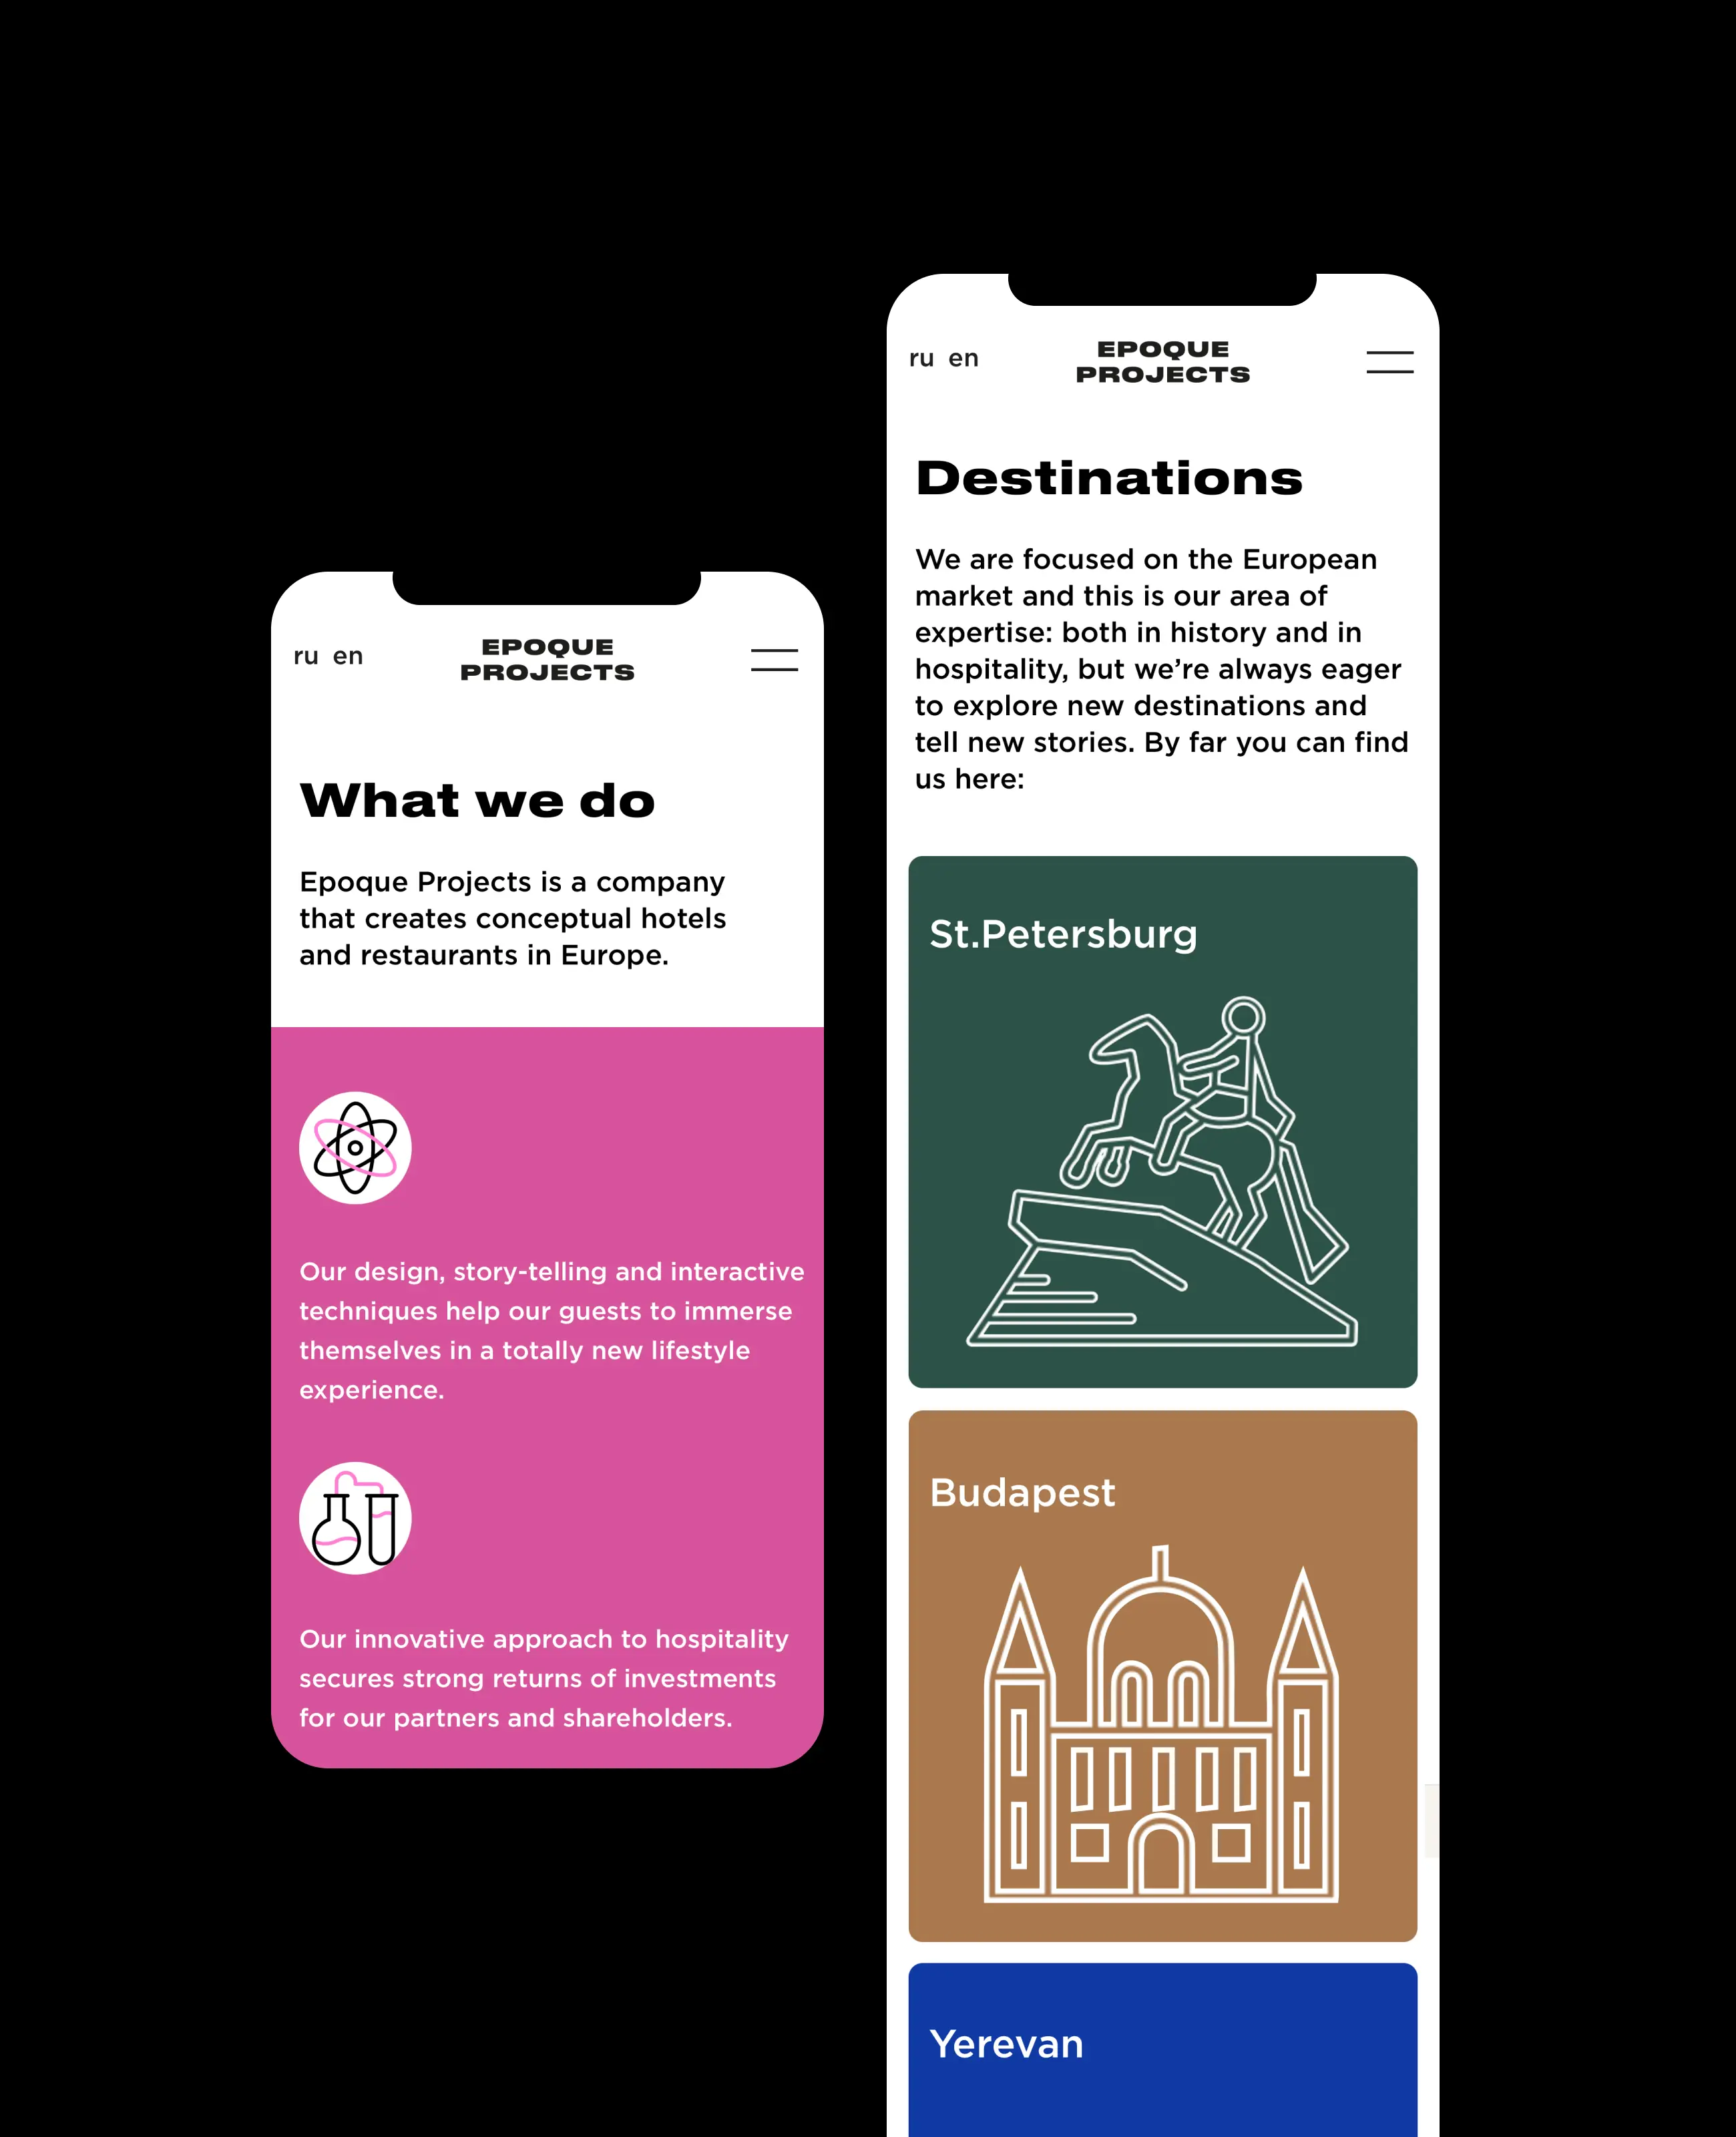 ru en
EPOQUE
PROJECTS
What we do
Epoque Projects is a company
that creates conceptual hotels
and restaurants in Europe.
Our design, story-telling and interactive
techniques help our guests to immerse
themselves in a totally new lifestyle
experience.
Our innovative approach to hospitality
secures strong returns of investments
for our partners and shareholders.
ru en
EPOQUE
PROJECTS
Destinations
We are focused on the European
market and this is our area of
expertise: both in history and in
hospitality, but we’re always eager
to explore new destinations and
tell new stories. By far you can find
us here:
St.Petersburg
Budapest
Yerevan